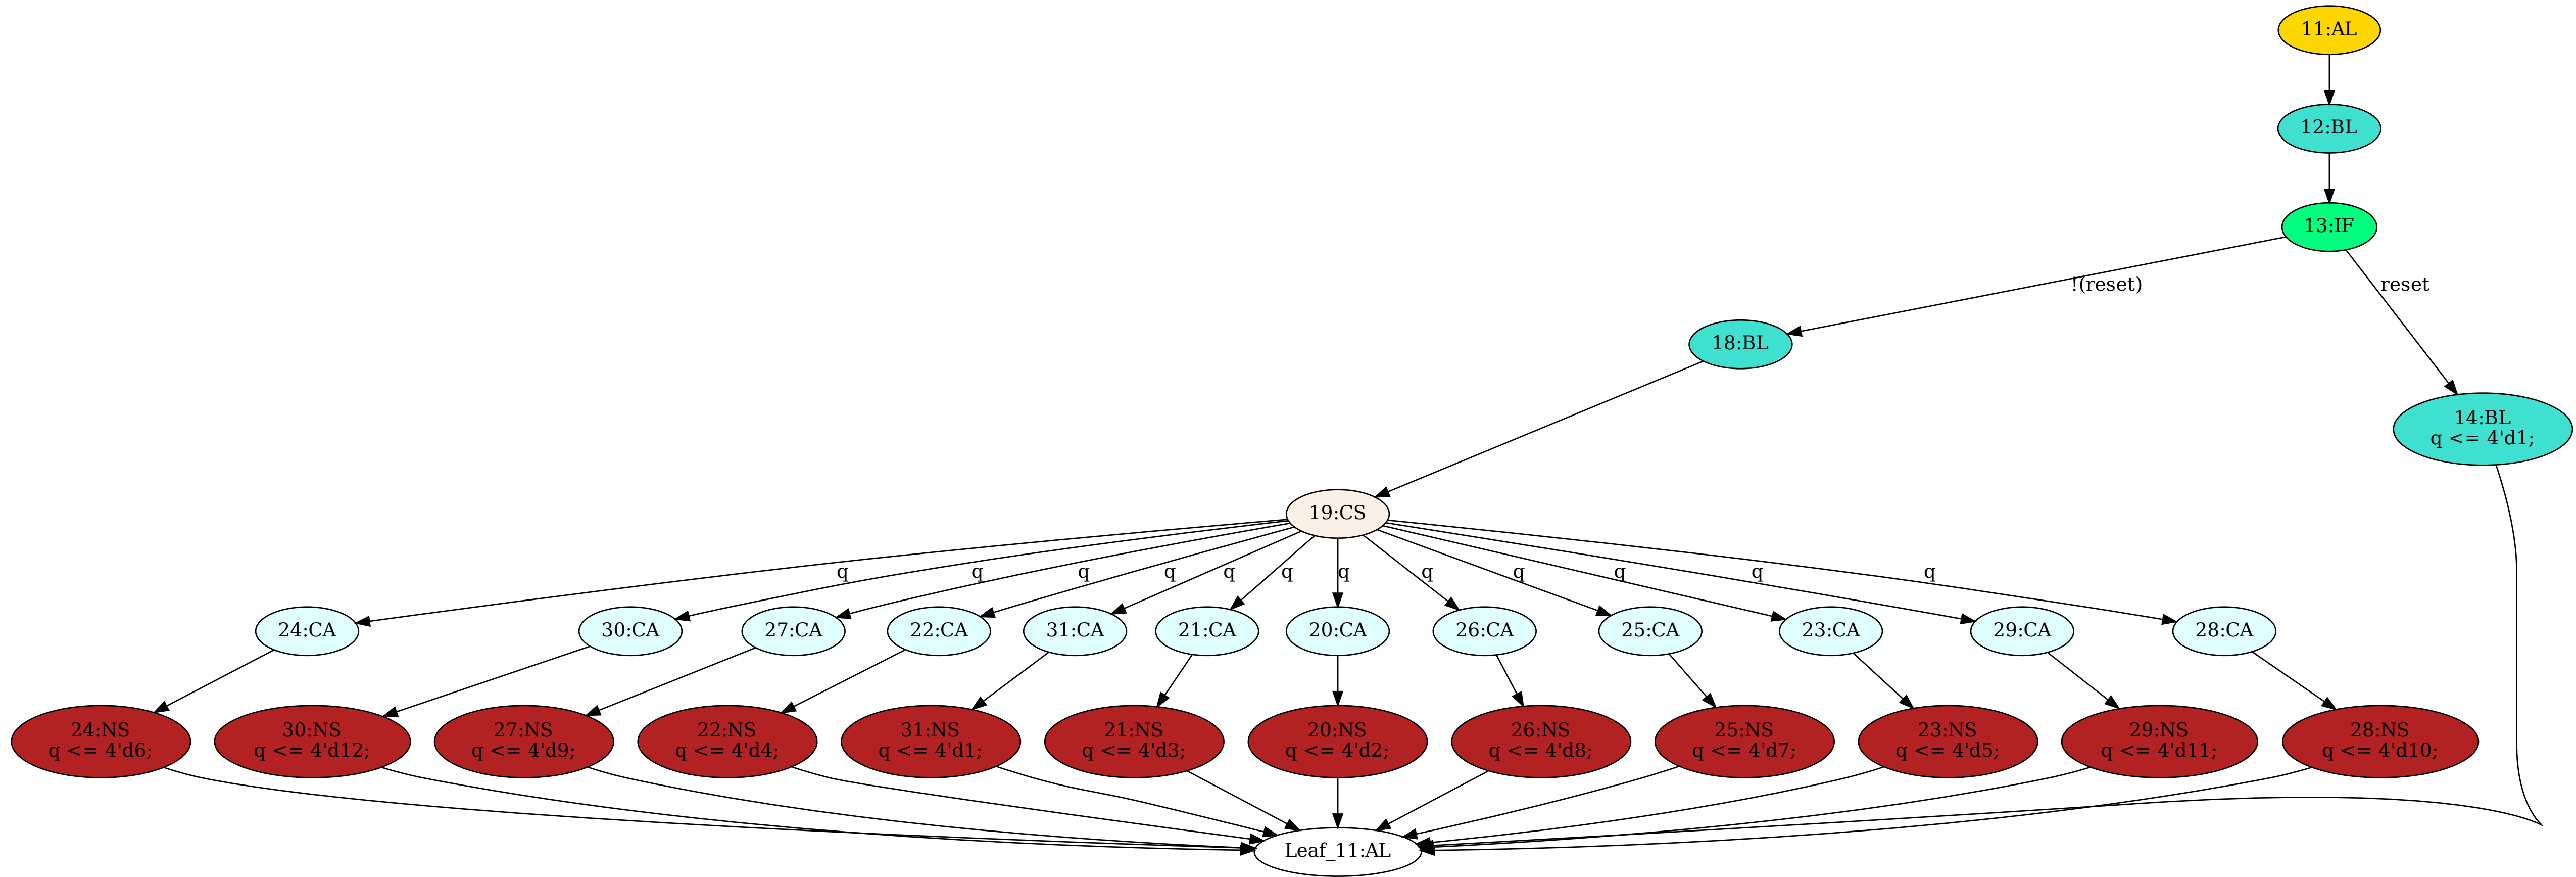 11:AL
12:BL
13:IF
!(reset)
reset
18:BL
14:BL
q <= 4'd1;
19:CS
q
q
q
q
q
q
q
q
q
q
q
q
24:CA
30:CA
27:CA
22:CA
31:CA
21:CA
20:CA
26:CA
25:CA
23:CA
29:CA
28:CA
24:NS
q <= 4'd6;
30:NS
q <= 4'd12;
27:NS
q <= 4'd9;
22:NS
q <= 4'd4;
31:NS
q <= 4'd1;
21:NS
q <= 4'd3;
20:NS
q <= 4'd2;
26:NS
q <= 4'd8;
25:NS
q <= 4'd7;
23:NS
q <= 4'd5;
29:NS
q <= 4'd11;
28:NS
q <= 4'd10;
Leaf_11:AL